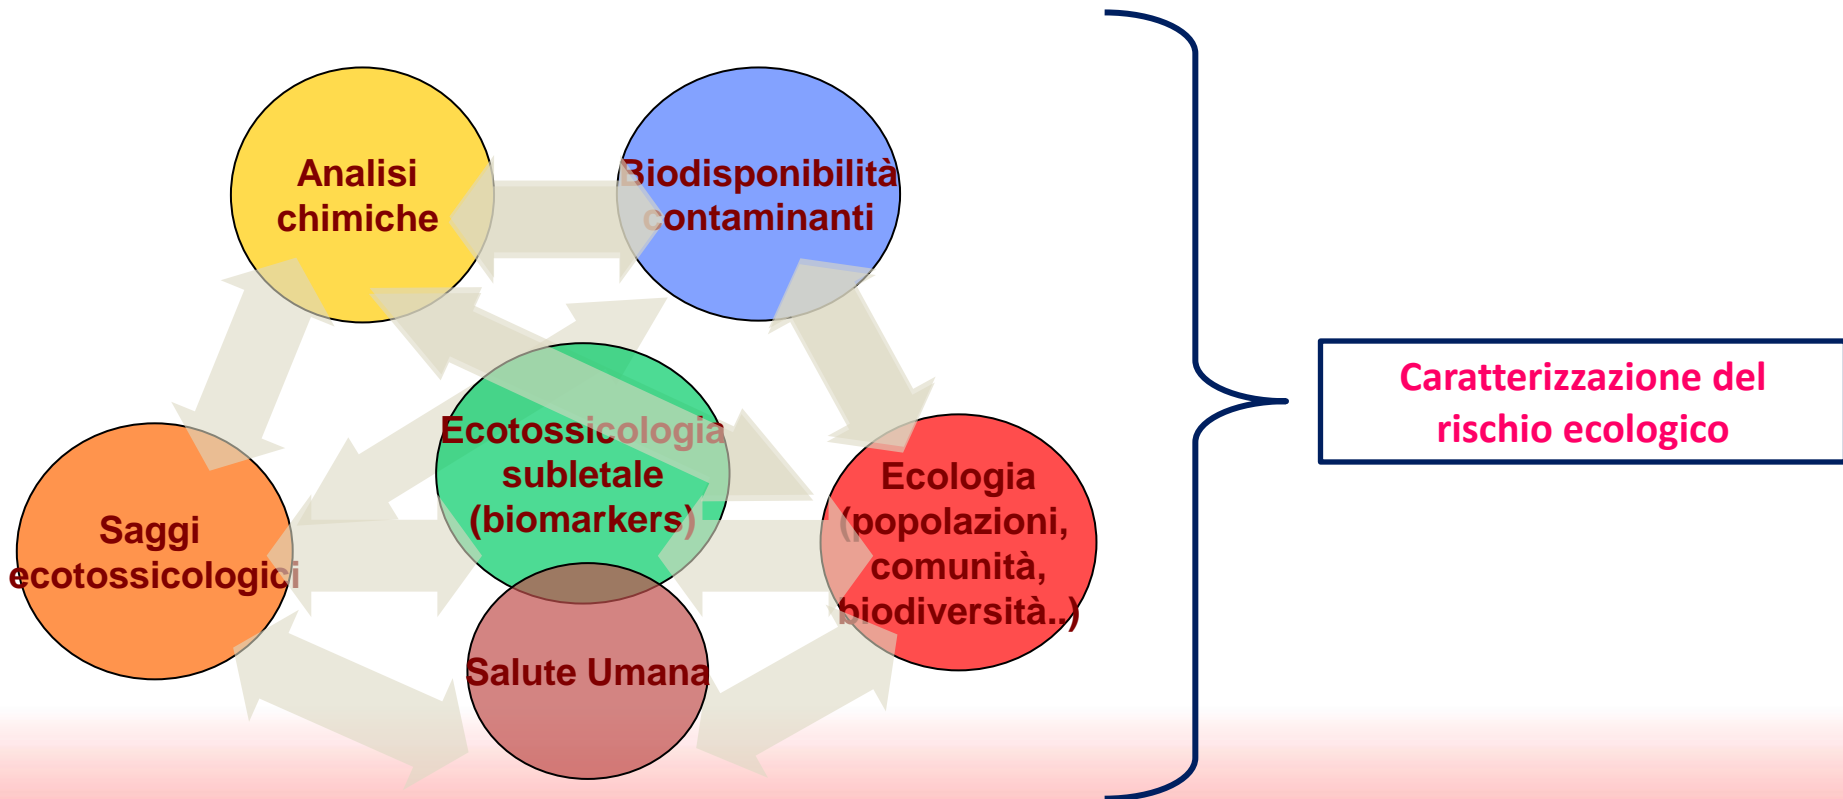 Analisi
chimiche
Biodisponibilità
contaminanti
Ecotossicologia
subletale
(biomarkers)
Saggi
ecotossicologici
Ecologia
(popolazioni,
comunità,
biodiversità..)
Salute Umana
Caratterizzazione del
rischio ecologico